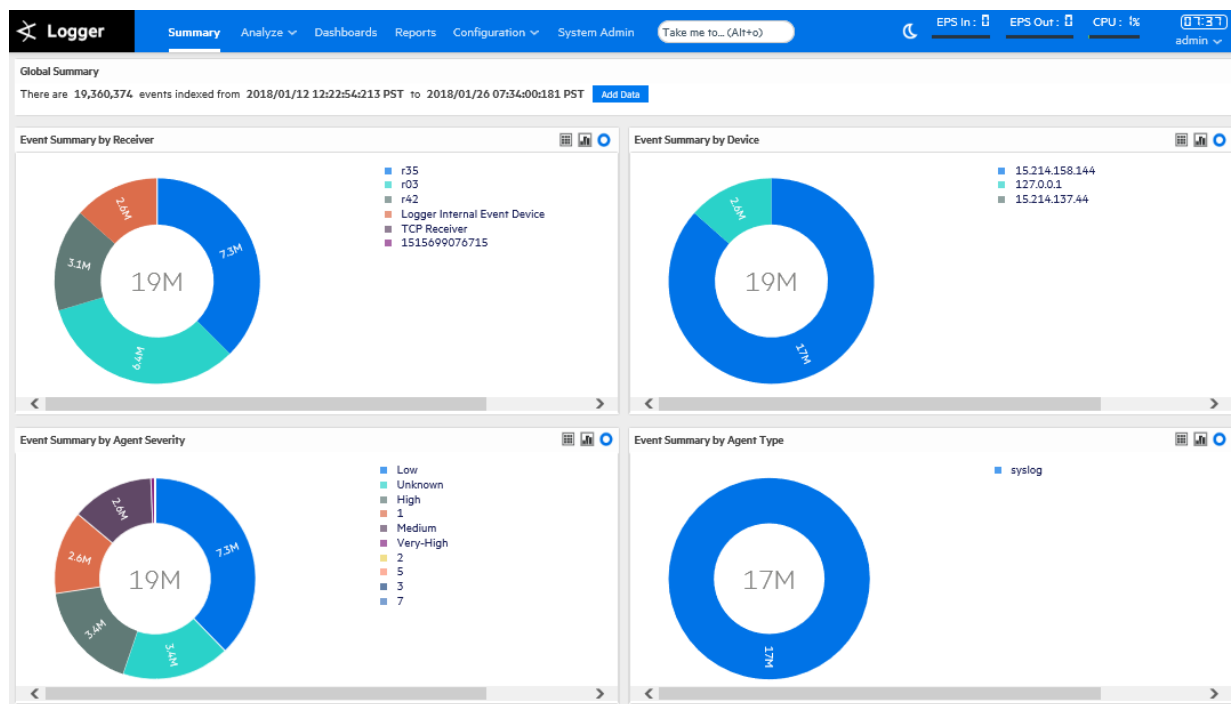 Logger
Summary Analyze Dashboards Reports Configuration System Admin Take me to... (Alt+o) EPS In : 0 EPS Out : 0 CPU : 1% 07:37
admin
Global Summary
There are 19,360,374 events indexed from 2018/01/12 12:22:54:213 PST to 2018/01/26 07:34:00:181 PST Add Data
Event Summary by Receiver
2.6M
7.3M
3.1M
19M
6.4M
r35
r03
r42
Logger Internal Event Device
TCP Receiver
1515699076715
Event Summary by Device
2.6M
19M
17M
15.214.158.144
127.0.0.1
15.214.137.44
Event Summary by Agent Severity
2.6M
7.3M
2.6M
19M
3.4M
3.4M
Low
Unknown
High
1
Medium
Very-High
2
5
3
7
Event Summary by Agent Type
17M
17M
syslog